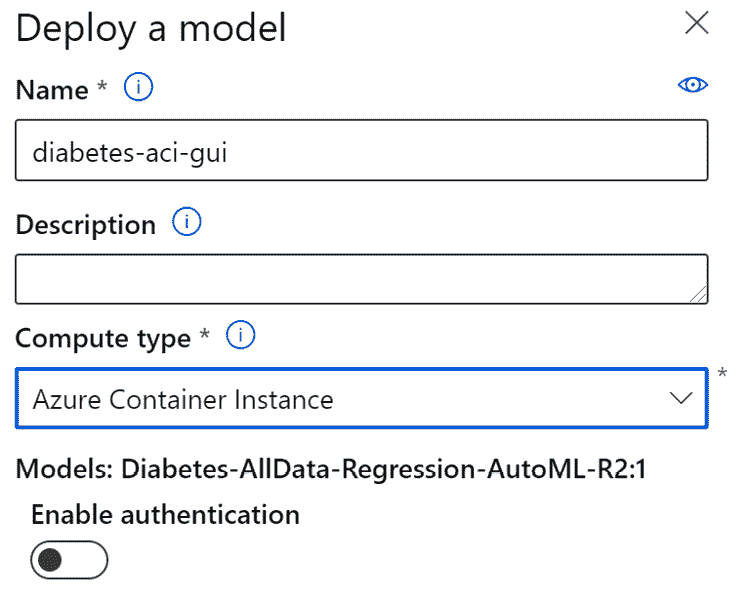 Deploy a model
Name *
diabetes-aci-gui
Description
Compute type *
Azure Container Instance
*
Models: Diabetes-AllData-Regression-AutoML-R2:1
Enable authentication